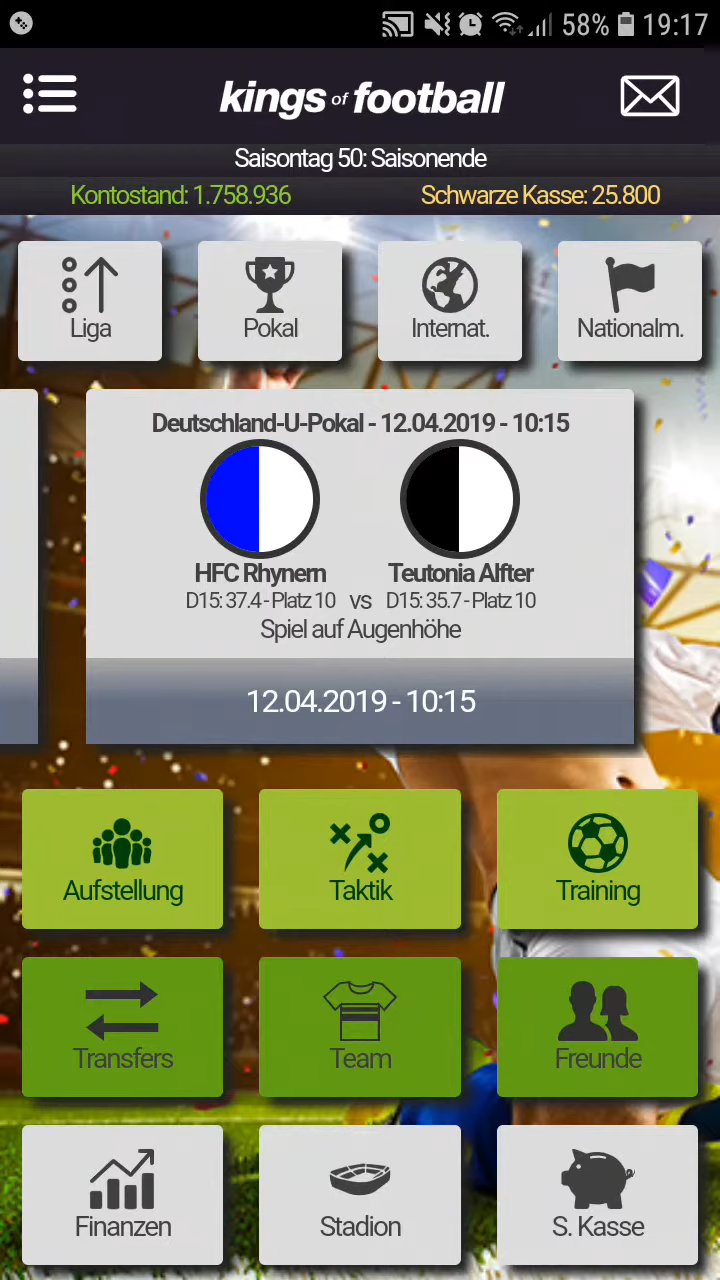 58% 19:17
kings of football
Saisontag 50: Saisonende
Kontostand: 1.758.936 Schwarze Kasse: 25.800
Liga Pokal Internat. Nationalm.
Deutschland-U-Pokal - 12.04.2019 - 10:15
HFC Rhynern Teutonia Alfter
D15: 37.4 - Platz 10 vs D15: 35.7 - Platz 10
Spiel auf Augenhöhe
12.04.2019 - 10:15
Aufstellung Taktik Training
Transfers Team Freunde
Finanzen Stadion S. Kasse